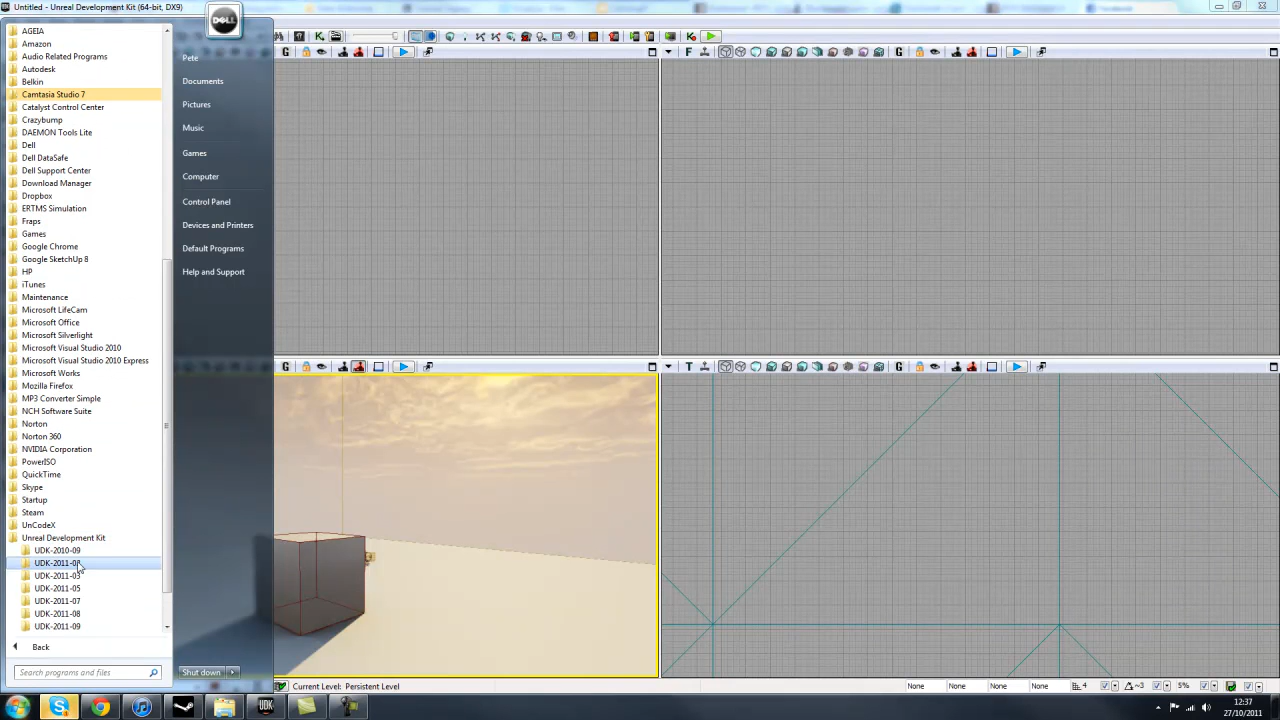 Untitled - Unreal Development Kit (64-bit, DX9)
AGEIA
Amazon
Audio Related Programs
Autodesk
Belkin
Camtasia Studio 7
Catalyst Control Center
Crazybump
DAEMON Tools Lite
Dell
Dell DataSafe
Dell Support Center
Download Manager
Dropbox
ERTMS Simulation
Fraps
Games
Google Chrome
Google SketchUp 8
HP
iTunes
Maintenance
Microsoft LifeCam
Microsoft Office
Microsoft Silverlight
Microsoft Visual Studio 2010
Microsoft Visual Studio 2010 Express
Microsoft Works
Mozilla Firefox
MP3 Converter Simple
NCH Software Suite
Norton
Norton 360
NVIDIA Corporation
PowerISO
QuickTime
Skype
Startup
Steam
UnCodeX
Unreal Development Kit
UDK-2010-09
UDK-2011-03
UDK-2011-05
UDK-2011-07
UDK-2011-08
UDK-2011-09
Back
Search programs and files
DELL
Pete
Documents
Pictures
Music
Games
Computer
Control Panel
Devices and Printers
Default Programs
Help and Support
Shut down
G
F
G
G
T
G
Current Level: Persistent Level
None
None
None
None
4
3
5%
UDK
12:37
27/10/2011